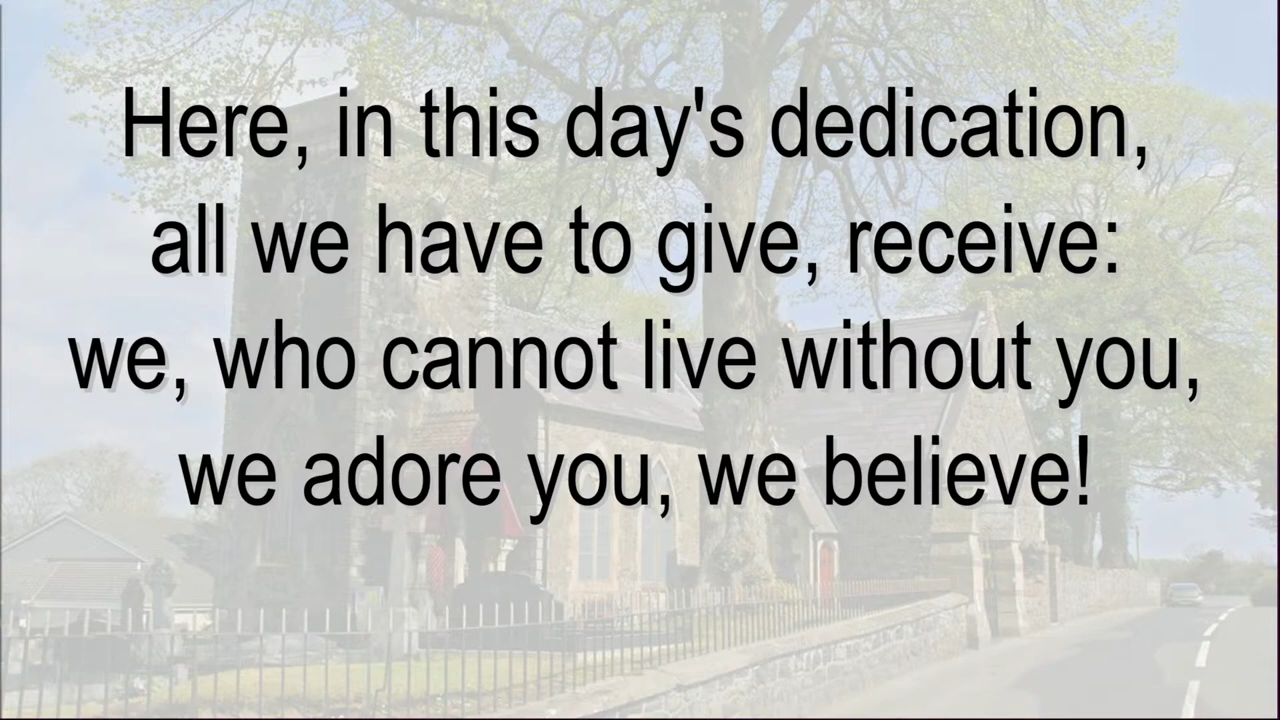 Here, in this day's dedication,
all we have to give, receive:
we, who cannot live without you,
we adore you, we believe!